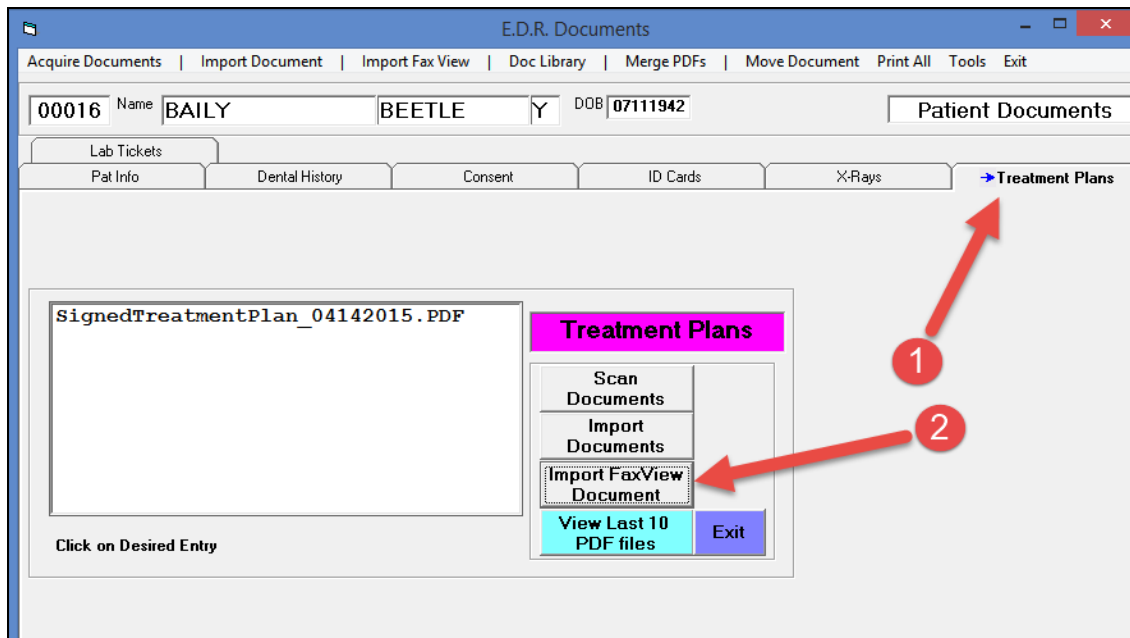 E.D.R. Documents
Acquire Documents | Import Document | Import Fax View | Doc Library | Merge PDFs | Move Document Print All Tools Exit
00016 Name BAILY BEETLE Y DOB 07111942 Patient Documents
Lab Tickets
Pat Info Dental History Consent ID Cards X-Rays Treatment Plans
1
SignedTreatmentPlan_04142015.PDF
Treatment Plans
Scan
Documents
Import
Documents
2
Import FaxView
Document
View Last 10
PDF files
Exit
Click on Desired Entry